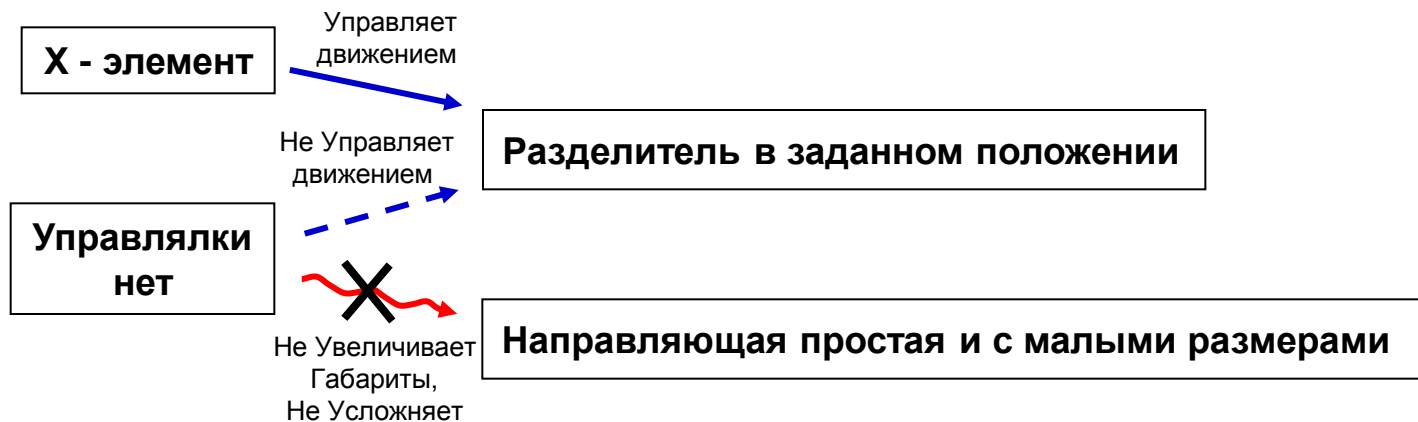 Х - элемент
Управляет
движением
Не Управляет
движением
Разделитель в заданном положении
Управлялки
нет
Не Увеличивает
Габариты,
Не Усложняет
Направляющая простая и с малыми размерами